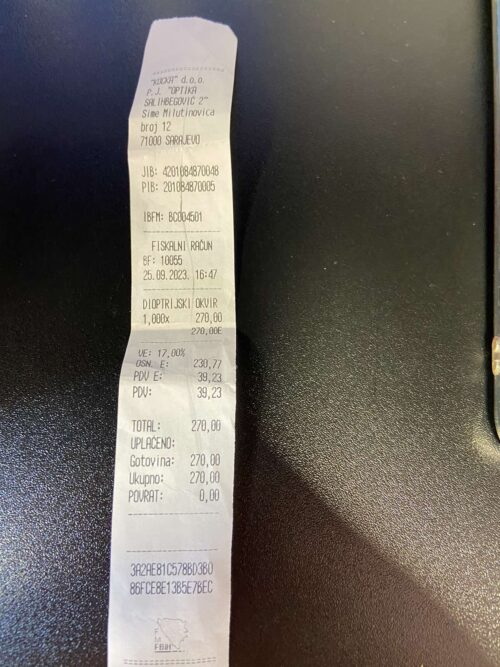 "KOCKA" d.o.o.
P.J. "OPTIKA
SALIHBEGOVIĆ 2"
Sime Milutinovića
broj 12
71000 SARAJEVO
JIB: 4201084870048
PIB: 201084870005
IBFM: BC004501
FISKALNI RAČUN
BF: 10055
25.09.2023. 16:47
DIOPTRIJSKI OKVIR
1,000x 270,00
270,00E
VE: 17,00%
OSN. E: 230,77
PDV E: 39,23
PDV: 39,23
TOTAL: 270,00
UPLAĆENO:
Gotovina: 270,00
Ukupno: 270,00
POVRAT: 0,00
3A2AE81C578BD3B0
86FCE8E13B5E7BEC
F
M
FBIH